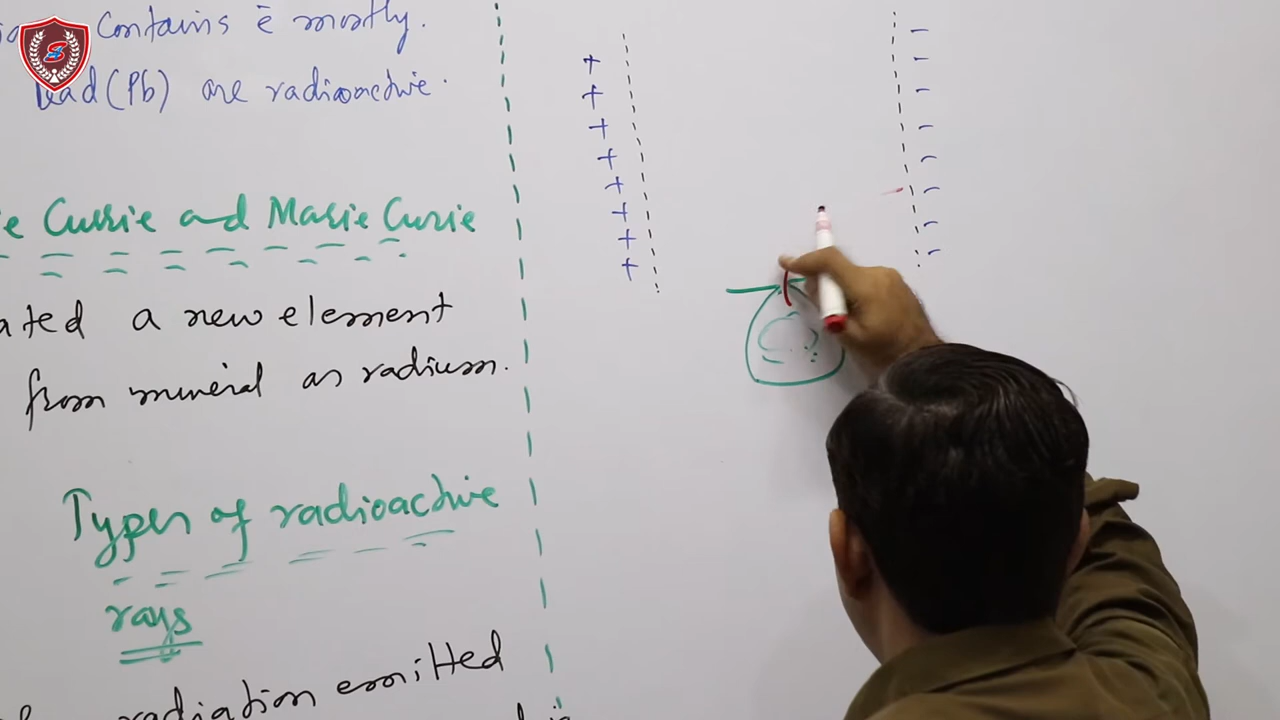 contains ē mostly.
lead (Pb) are radioactive.
Currie and Marie Curie
ated a new element
from mineral as radium.
Types of radioactive
rays
radiation emitted
+
+
+
+
+
+
+
+
-
-
-
-
-
-
-
-